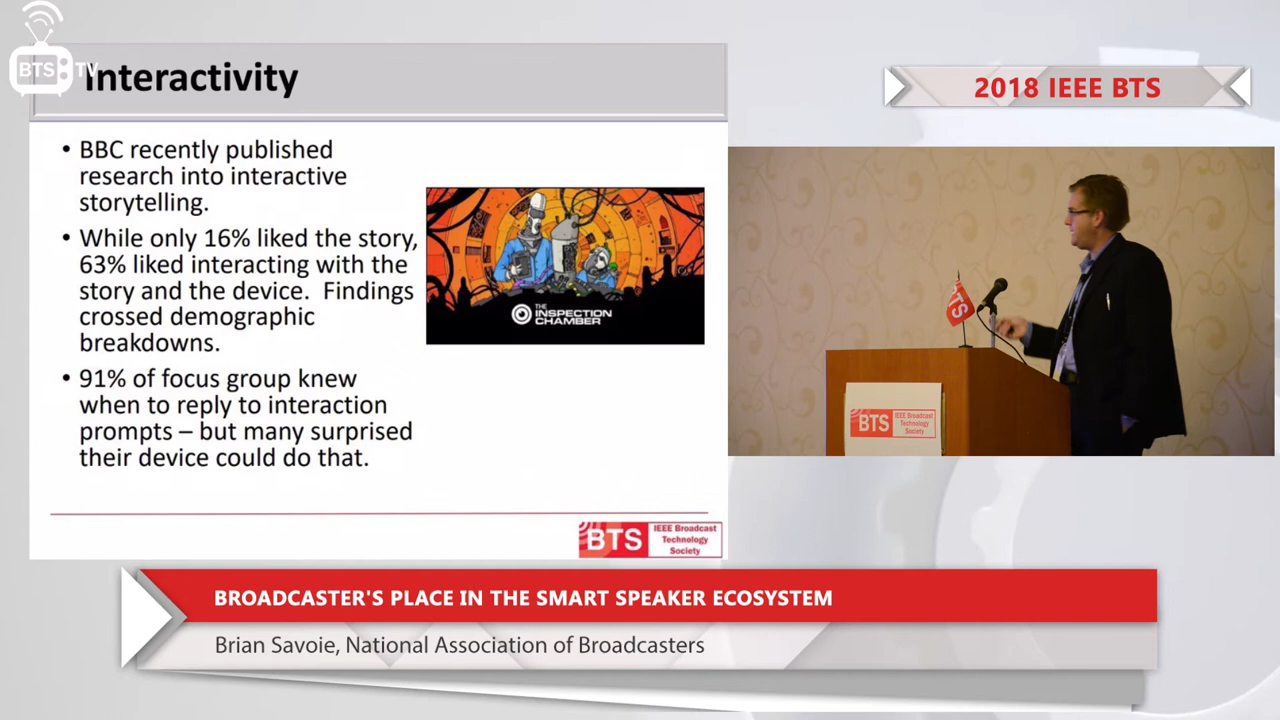 BTS TV
Interactivity
2018 IEEE BTS
• BBC recently published
research into interactive
storytelling.
• While only 16% liked the story,
63% liked interacting with the
story and the device. Findings
crossed demographic
breakdowns.
• 91% of focus group knew
when to reply to interaction
prompts – but many surprised
their device could do that.
THE
INSPECTION
CHAMBER
BTS
BTS
IEEE Broadcast
Technology
Society
BTS
IEEE Broadcast
Technology
Society
BROADCASTER'S PLACE IN THE SMART SPEAKER ECOSYSTEM
Brian Savoie, National Association of Broadcasters